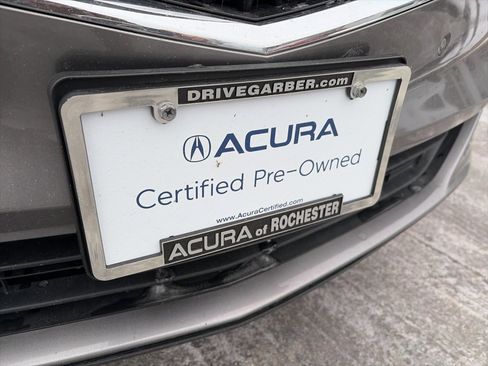 DRIVEGARBER.com
ACURA
Certified Pre-Owned
www.AcuraCertified.com
ACURA of ROCHESTER